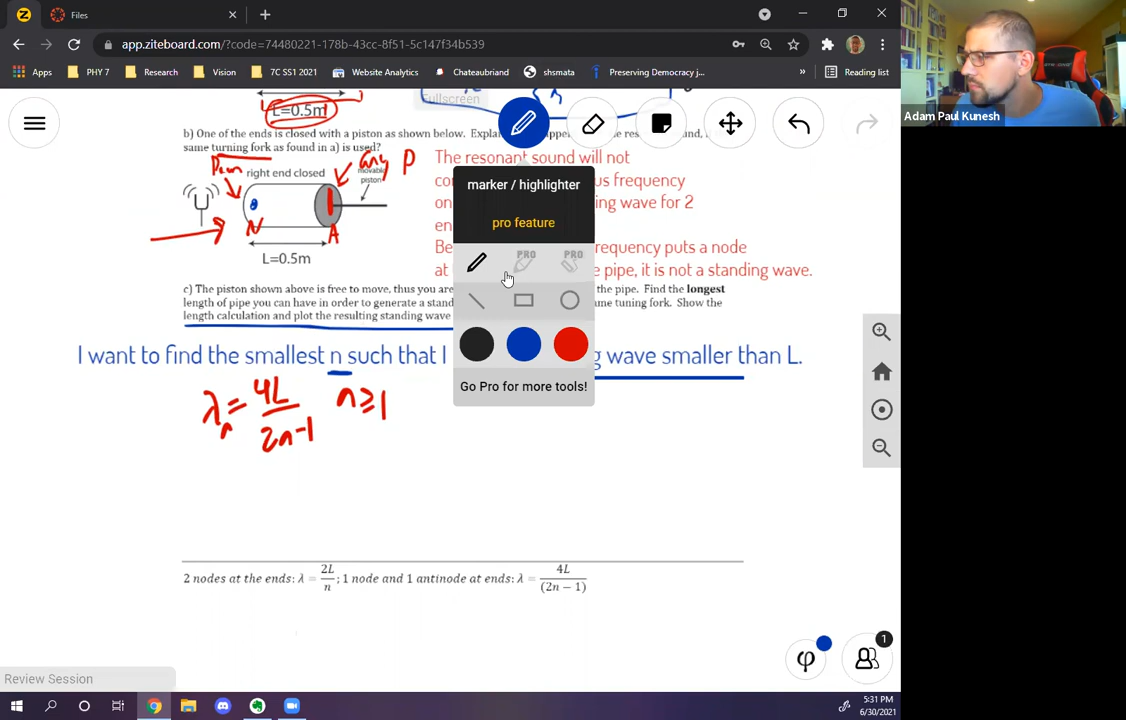 Files
app.ziteboard.com/?code=74480221-178b-43cc-8f51-5c147f34b539
Apps
PHY 7
Research
Vision
7C SS1 2021
Website Analytics
Chateaubriand
shsmata
Preserving Democracy j...
»
Reading list
Adam Paul Kunesh
Fullscreen
L=0.5m
b) One of the ends is closed with a piston as shown below.
same turning fork as found in a) is used?
right end closed
any P
movable
piston
N
A
L=0.5m
The resonant sound will not
us frequency
ing wave for 2
requency puts a node
e pipe, it is not a standing wave.
marker / highlighter
pro feature
PRO
PRO
Go Pro for more tools!
c) The piston shown above is free to move, thus you are
the pipe. Find the longest
length of pipe you can have in order to generate a stand
me tuning fork. Show the
length calculation and plot the resulting standing wave
I want to find the smallest n such that I
g wave smaller than L.
λn = 4L / 2n-1 n≥1
2 nodes at the ends: λ = 2L/n ; 1 node and 1 antinode at ends: λ = 4L/(2n − 1)
1
φ
Review Session
5:31 PM
6/30/2021